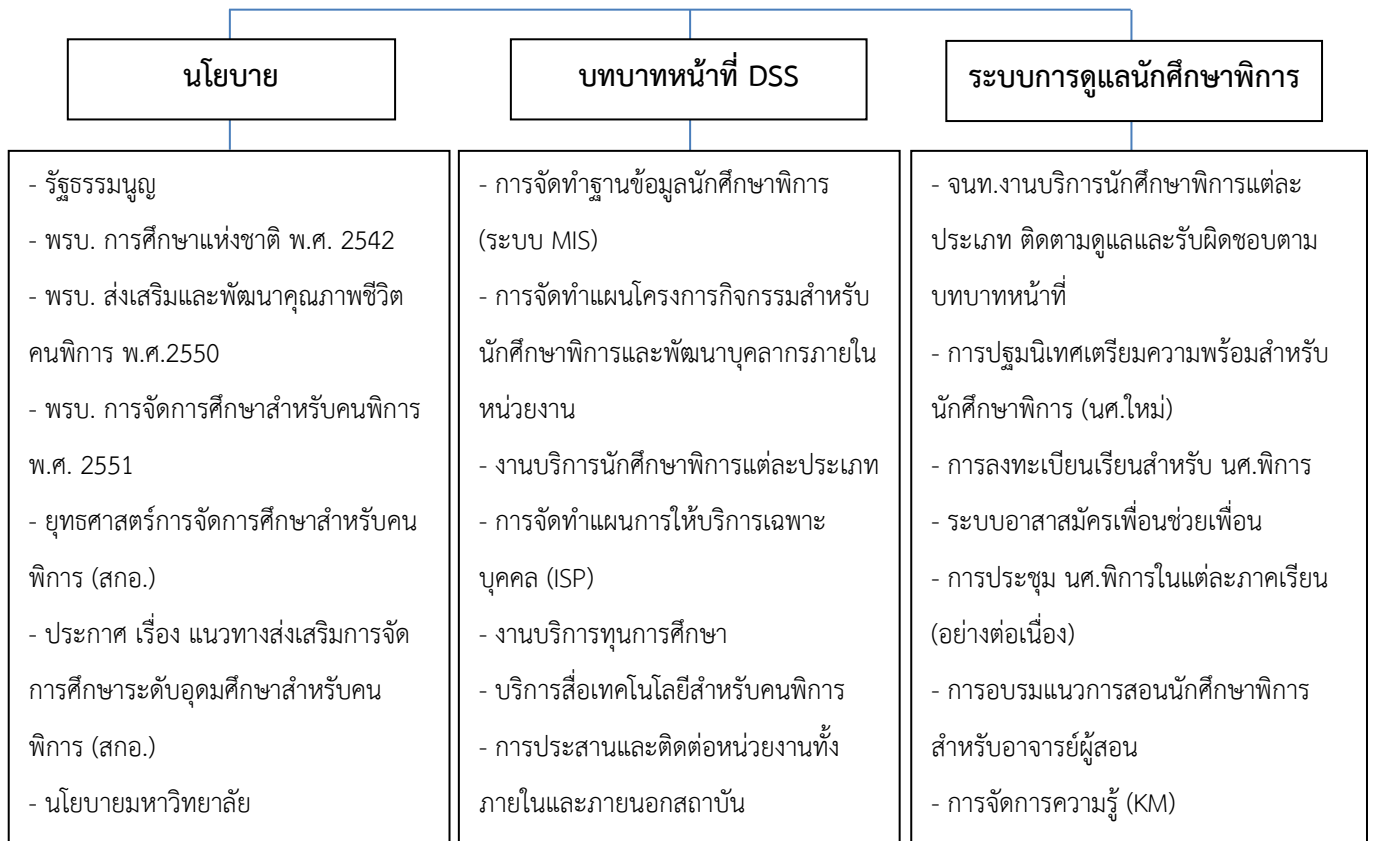 นโยบาย
บทบาทหน้าที่ DSS
ระบบการดูแลนักศึกษาพิการ
- รัฐธรรมนูญ
- พรบ. การศึกษาแห่งชาติ พ.ศ. 2542
- พรบ. ส่งเสริมและพัฒนาคุณภาพชีวิต
คนพิการ พ.ศ.2550
- พรบ. การจัดการศึกษาสำหรับคนพิการ
พ.ศ. 2551
- ยุทธศาสตร์การจัดการศึกษาสำหรับคน
พิการ (สกอ.)
- ประกาศ เรื่อง แนวทางส่งเสริมการจัด
การศึกษาระดับอุดมศึกษาสำหรับคน
พิการ (สกอ.)
- นโยบายมหาวิทยาลัย
- การจัดทำฐานข้อมูลนักศึกษาพิการ
(ระบบ MIS)
- การจัดทำแผนโครงการกิจกรรมสำหรับ
นักศึกษาพิการและพัฒนาบุคลากรภายใน
หน่วยงาน
- งานบริการนักศึกษาพิการแต่ละประเภท
- การจัดทำแผนการให้บริการเฉพาะ
บุคคล (ISP)
- งานบริการทุนการศึกษา
- บริการสื่อเทคโนโลยีสำหรับคนพิการ
- การประสานและติดต่อหน่วยงานทั้ง
ภายในและภายนอกสถาบัน
- จนท.งานบริการนักศึกษาพิการแต่ละ
ประเภท ติดตามดูแลและรับผิดชอบตาม
บทบาทหน้าที่
- การปฐมนิเทศเตรียมความพร้อมสำหรับ
นักศึกษาพิการ (นศ.ใหม่)
- การลงทะเบียนเรียนสำหรับ นศ.พิการ
- ระบบอาสาสมัครเพื่อนช่วยเพื่อน
- การประชุม นศ.พิการในแต่ละภาคเรียน
(อย่างต่อเนื่อง)
- การอบรมแนวการสอนนักศึกษาพิการ
สำหรับอาจารย์ผู้สอน
- การจัดการความรู้ (KM)